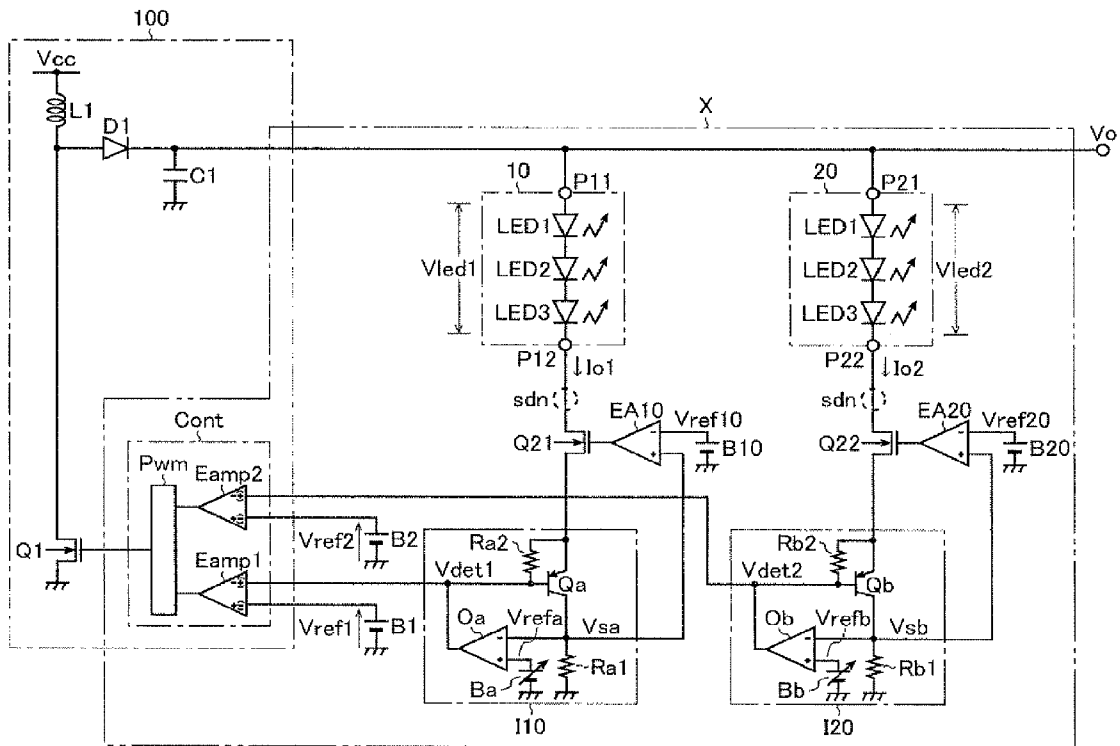 100
Vcc
L1
D1
C1
X
Vo
10
P11
LED1
LED2
LED3
Vled1
P12
Io1
sdn
Q21
EA10
Vref10
B10
20
P21
LED1
LED2
LED3
Vled2
P22
Io2
sdn
Q22
EA20
Vref20
B20
Cont
Pwm
Eamp2
Eamp1
Q1
Vref2
B2
Vref1
B1
Ra2
Vdet1
Qa
Oa
Vrefa
Vsa
Ba
Ra1
I10
Rb2
Vdet2
Qb
Ob
Vrefb
Vsb
Bb
Rb1
I20